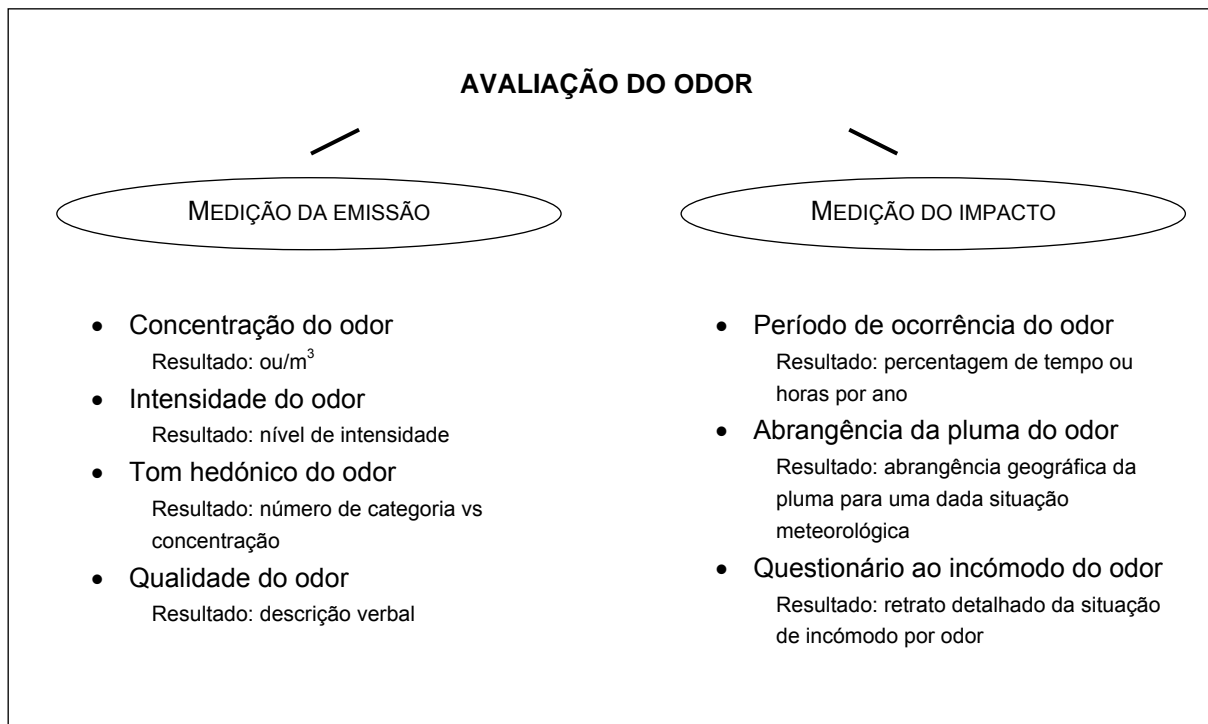 AVALIAÇÃO DO ODOR
MEDIÇÃO DA EMISSÃO
• Concentração do odor
Resultado: ou/m³
• Intensidade do odor
Resultado: nível de intensidade
• Tom hedónico do odor
Resultado: número de categoria vs
concentração
• Qualidade do odor
Resultado: descrição verbal
MEDIÇÃO DO IMPACTO
• Período de ocorrência do odor
Resultado: percentagem de tempo ou
horas por ano
• Abrangência da pluma do odor
Resultado: abrangência geográfica da
pluma para uma dada situação
meteorológica
• Questionário ao incómodo do odor
Resultado: retrato detalhado da situação
de incómodo por odor